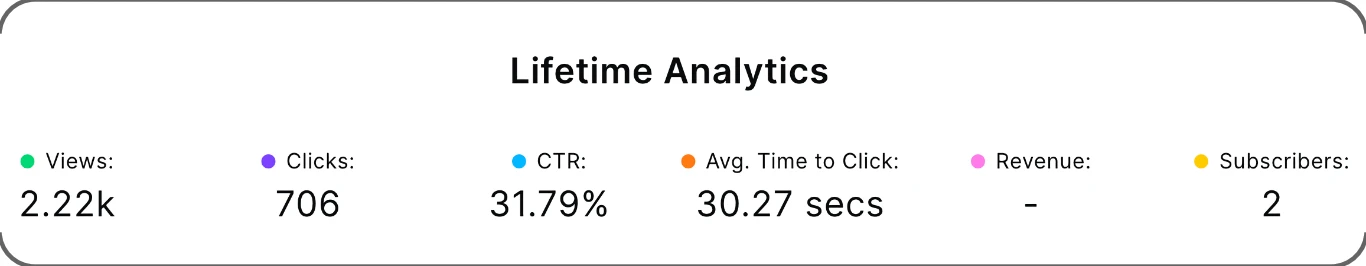 Lifetime Analytics
Views: Clicks: CTR: Avg. Time to Click: Revenue: Subscribers:
2.22k 706 31.79% 30.27 secs - 2